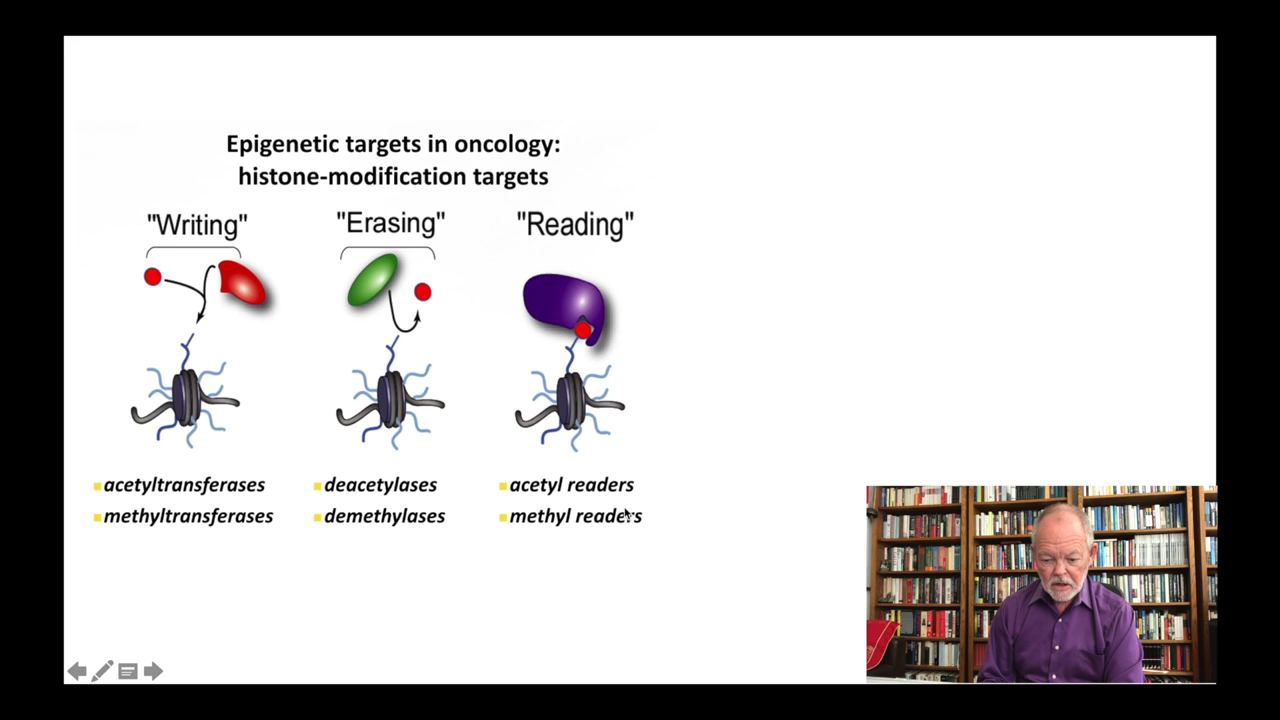 Epigenetic targets in oncology:
histone-modification targets
"Writing"
"Erasing"
"Reading"
acetyltransferases
methyltransferases
deacetylases
demethylases
acetyl readers
methyl readers